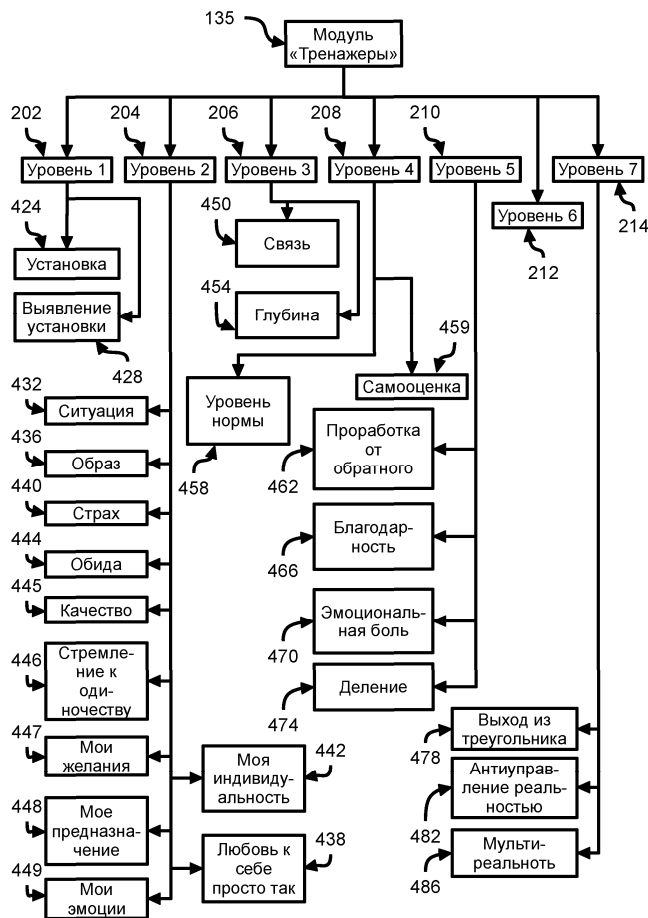 135
Модуль
«Тренажеры»
202
204
206
208
210
Уровень 1
Уровень 2
Уровень 3
Уровень 4
Уровень 5
Уровень 7
424
450
Уровень 6
214
Установка
Связь
212
454
Выявление
установки
Глубина
428
459
432
Самооценка
Ситуация
Уровень
нормы
436
Проработка
от
обратного
Образ
458
462
440
Страх
444
Благодар-
ность
Обида
466
445
Качество
Эмоциональ-
ная боль
446
Стремле-
ние к
оди-
ночеству
470
Деление
474
447
442
Выход из
треугольника
Мои
желания
Моя
индивиду-
альность
478
Антиуправ-
ление реаль-
ностью
448
Мое
предназна-
чение
438
482
Любовь к
себе
просто так
Мульти-
реальноть
449
486
Мои
эмоции